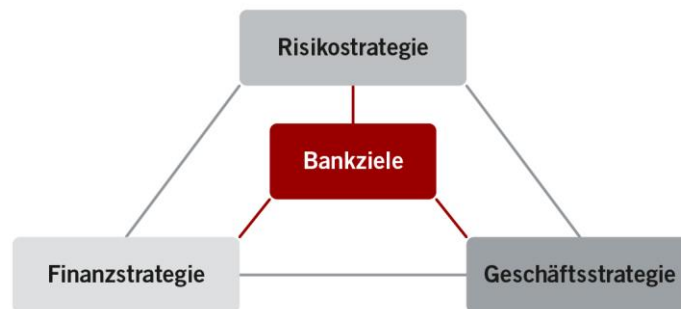 Risikostrategie
Bankziele
Finanzstrategie
Geschäftsstrategie